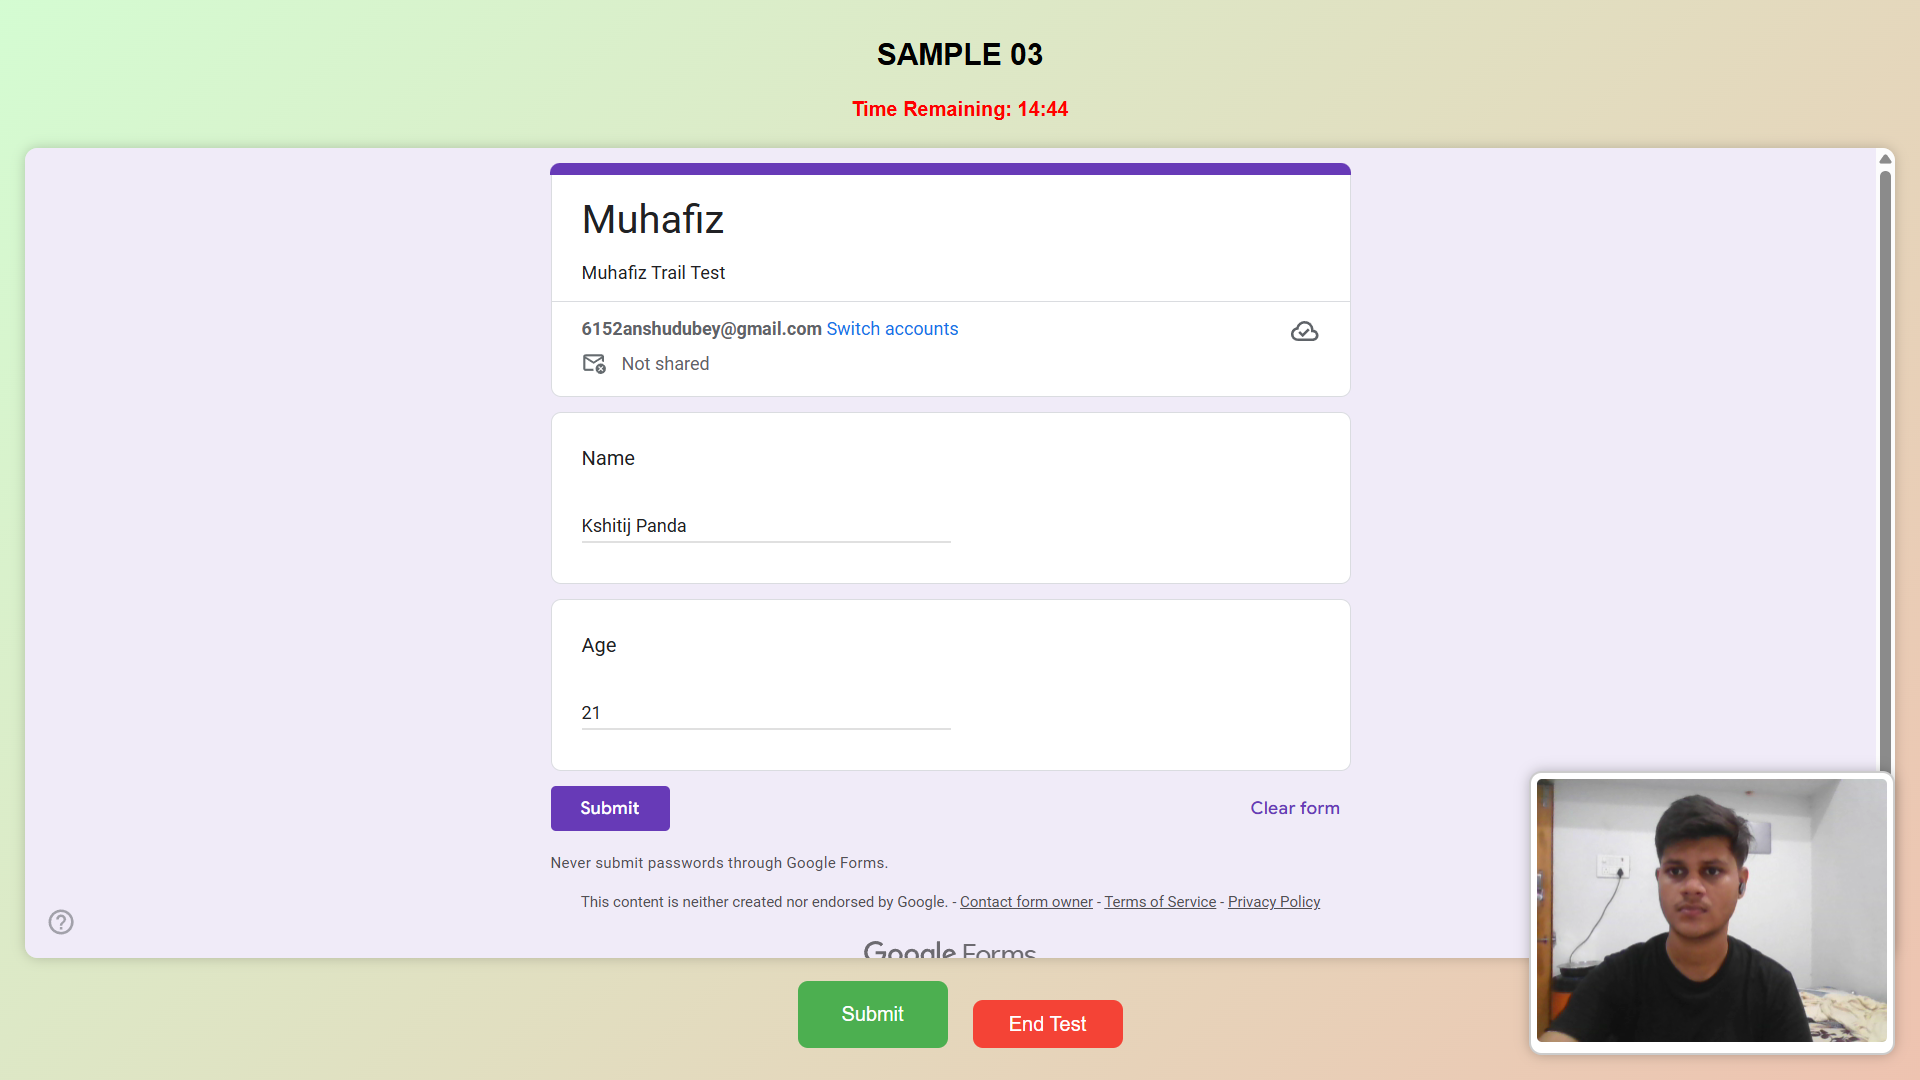 SAMPLE 03
Time Remaining: 14:44
Muhafiz
Muhafiz Trail Test
6152anshudubey@gmail.com Switch accounts
Not shared
Name
Kshitij Panda
Age
21
Submit
Clear form
Never submit passwords through Google Forms.
This content is neither created nor endorsed by Google. - Contact form owner - Terms of Service - Privacy Policy
Google Forms
Submit
End Test